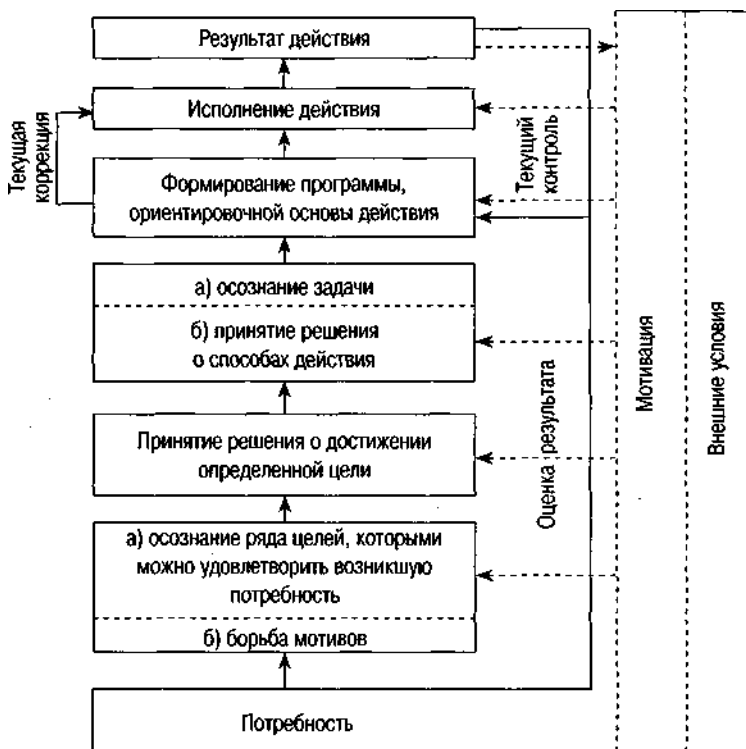 Результат действия
Исполнение действия
Текущая
коррекция
Текущий
контроль
Формирование программы,
ориентировочной основы действия
а) осознание задачи
б) принятие решения
о способах действия
Принятие решения о достижении
определенной цели
Оценка результата
Мотивация
Внешние условия
а) осознание ряда целей, которыми
можно удовлетворить возникшую
потребность
б) борьба мотивов
Потребность